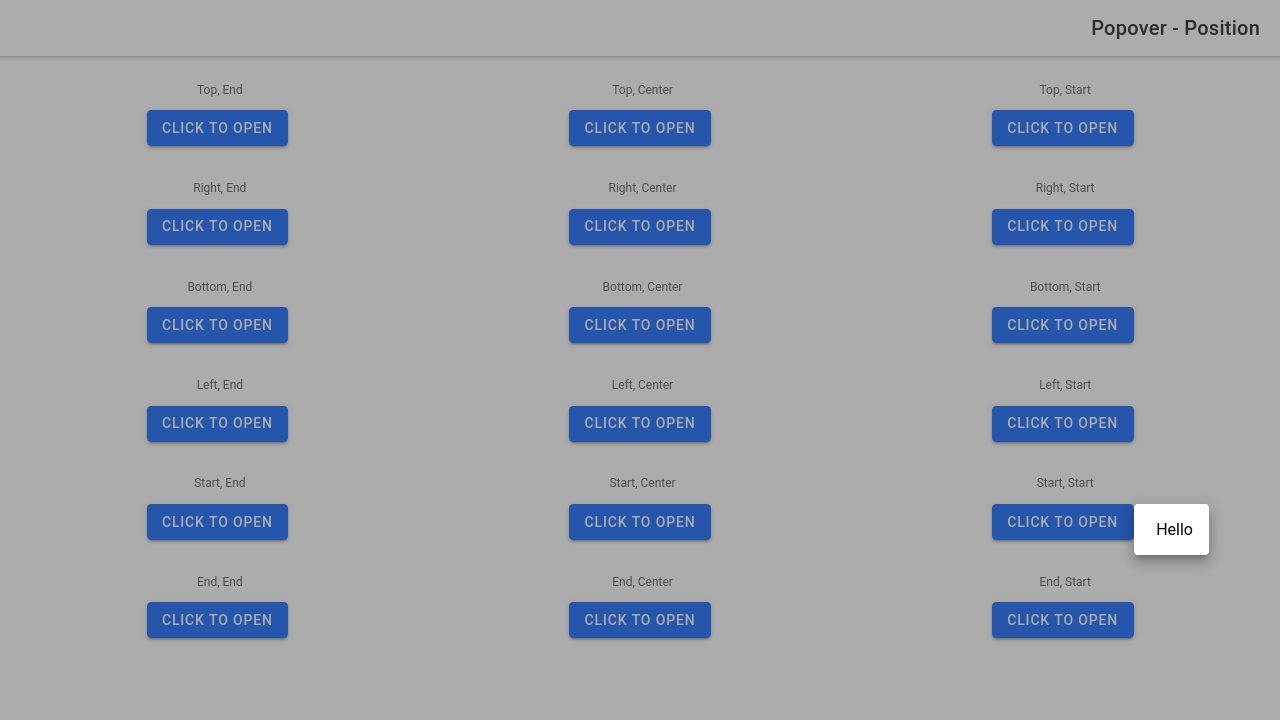 Popover - Position
Top, End
Top, Center
Top, Start
CLICK TO OPEN
CLICK TO OPEN
CLICK TO OPEN
Right, End
Right, Center
Right, Start
CLICK TO OPEN
CLICK TO OPEN
CLICK TO OPEN
Bottom, End
Bottom, Center
Bottom, Start
CLICK TO OPEN
CLICK TO OPEN
CLICK TO OPEN
Left, End
Left, Center
Left, Start
CLICK TO OPEN
CLICK TO OPEN
CLICK TO OPEN
Start, End
Start, Center
Start, Start
CLICK TO OPEN
CLICK TO OPEN
CLICK TO OPEN
Hello
End, End
End, Center
End, Start
CLICK TO OPEN
CLICK TO OPEN
CLICK TO OPEN